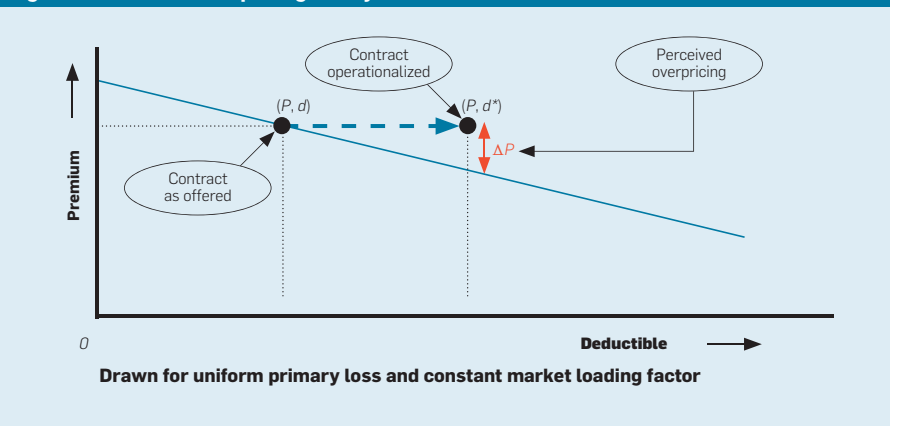 Contract
operationalized
Perceived
overpricing
(P, d)
(P, d*)
ΔP
Contract
as offered
Premium
0
Deductible
Drawn for uniform primary loss and constant market loading factor